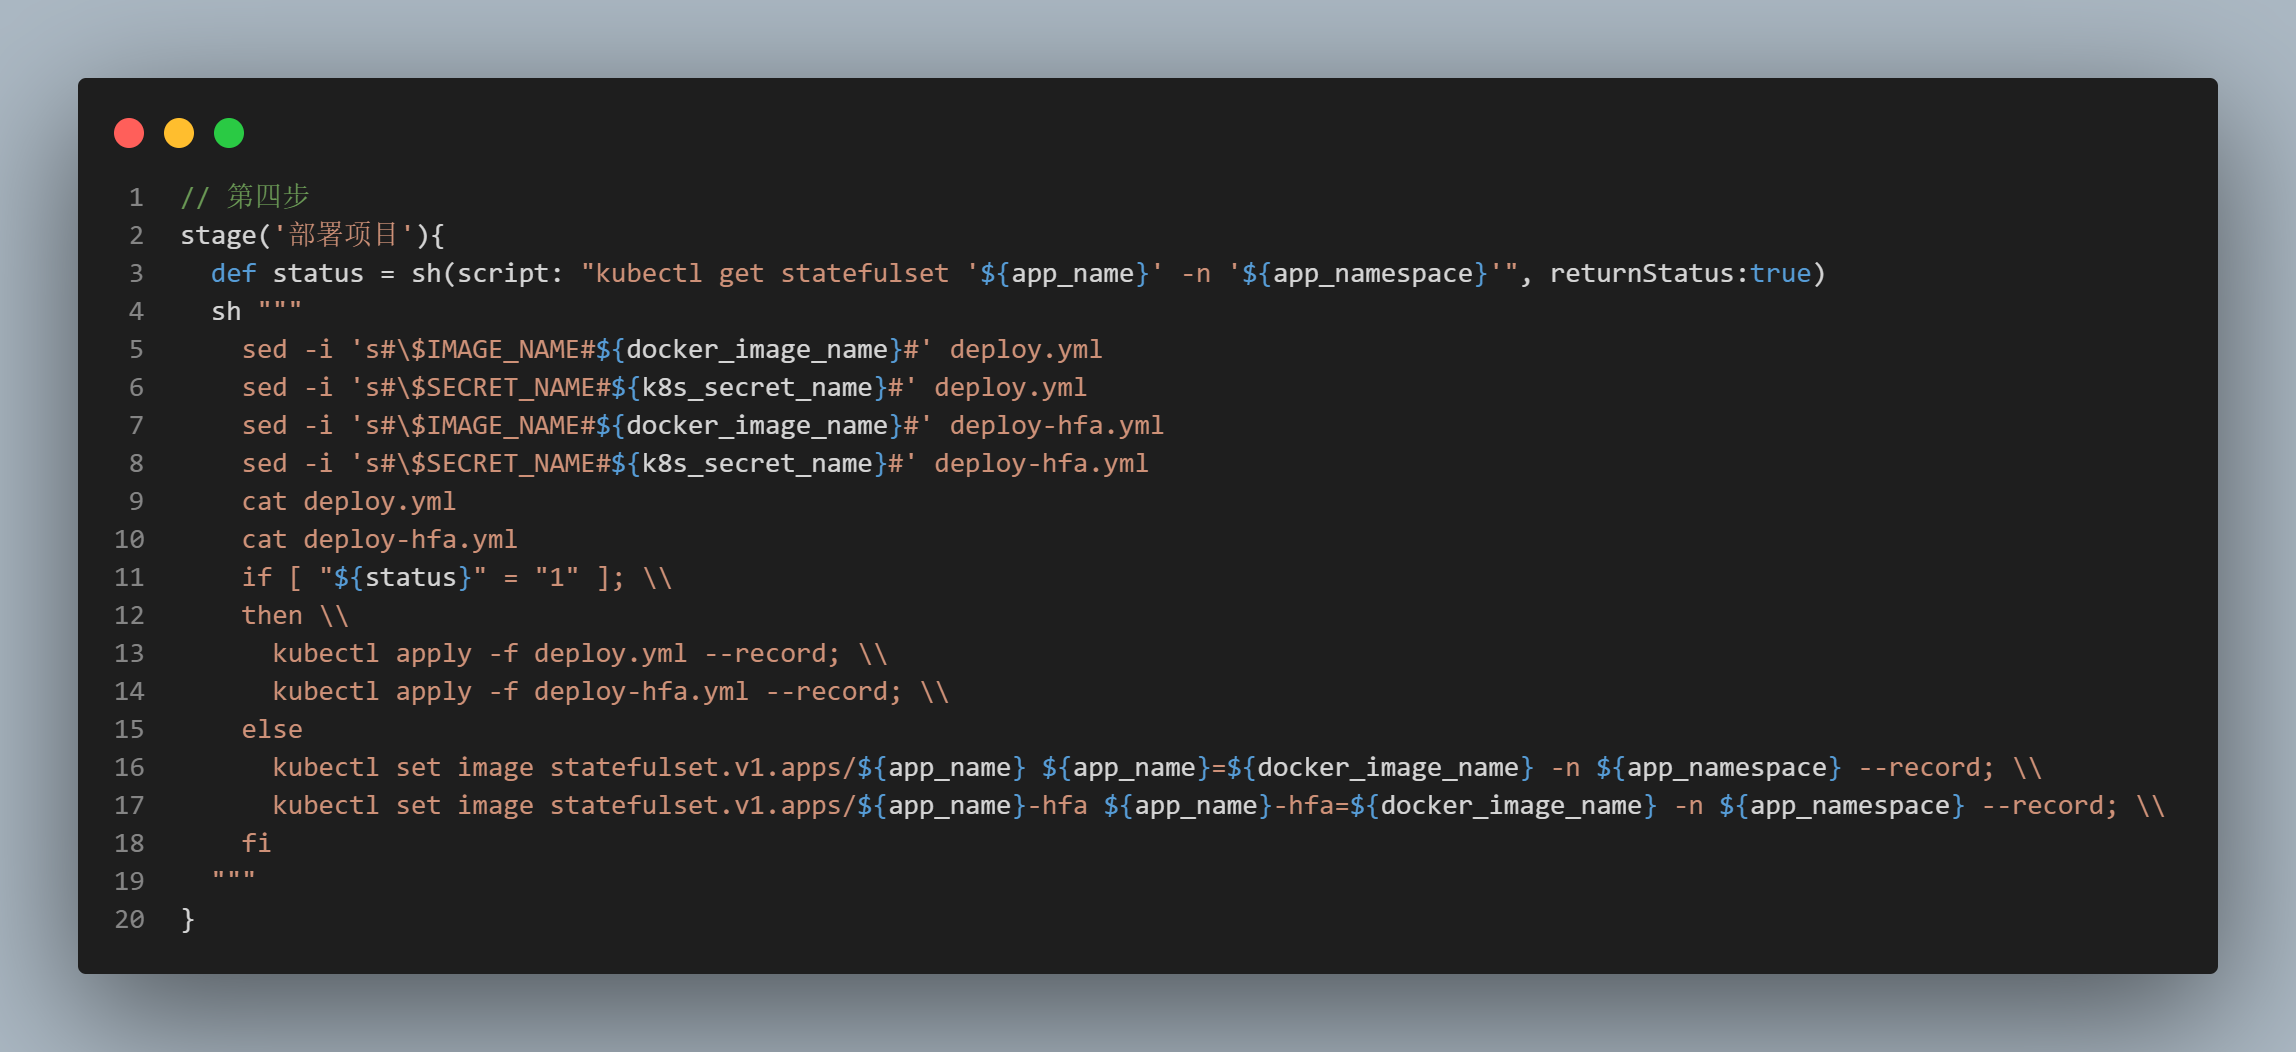 1 // 第四步
2 stage('部署项目'){
3   def status = sh(script: "kubectl get statefulset '${app_name}' -n '${app_namespace}'", returnStatus:true)
4   sh """
5     sed -i 's#\$IMAGE_NAME#${docker_image_name}#' deploy.yml
6     sed -i 's#\$SECRET_NAME#${k8s_secret_name}#' deploy.yml
7     sed -i 's#\$IMAGE_NAME#${docker_image_name}#' deploy-hfa.yml
8     sed -i 's#\$SECRET_NAME#${k8s_secret_name}#' deploy-hfa.yml
9     cat deploy.yml
10     cat deploy-hfa.yml
11     if [ "${status}" = "1" ]; \\
12     then \\
13       kubectl apply -f deploy.yml --record; \\
14       kubectl apply -f deploy-hfa.yml --record; \\
15     else
16       kubectl set image statefulset.v1.apps/${app_name} ${app_name}=${docker_image_name} -n ${app_namespace} --record; \\
17       kubectl set image statefulset.v1.apps/${app_name}-hfa ${app_name}-hfa=${docker_image_name} -n ${app_namespace} --record; \\
18     fi
19   """
20 }